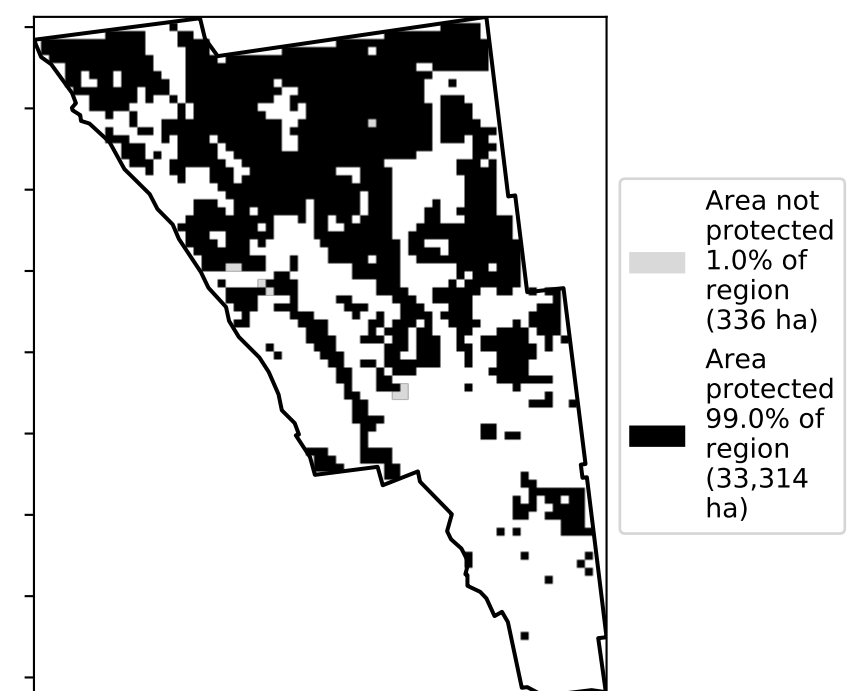 Area not
protected
1.0% of
region
(336 ha)
Area
protected
99.0% of
region
(33,314
ha)